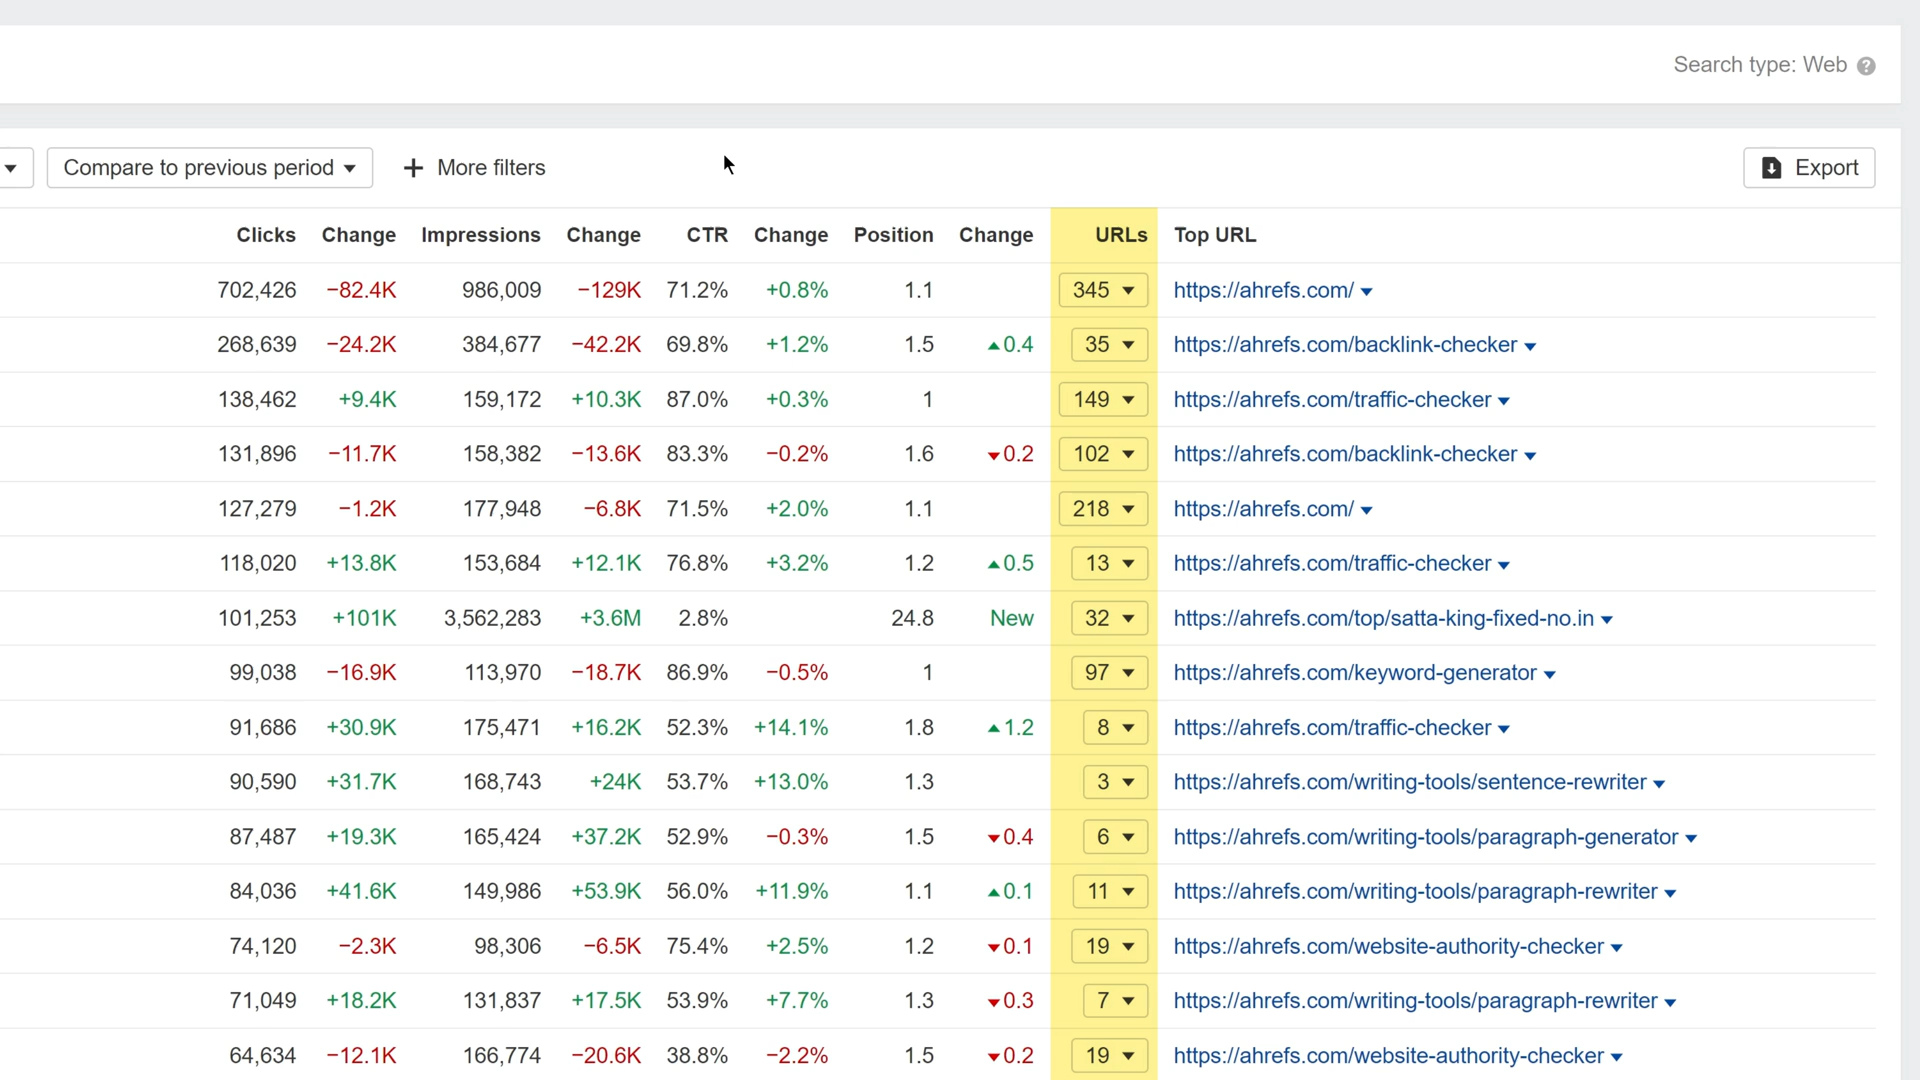 Search type: Web ?
Compare to previous period + More filters Export
Clicks Change Impressions Change CTR Change Position Change URLs Top URL
702,426 −82.4K 986,009 −129K 71.2% +0.8% 1.1 345 https://ahrefs.com/
268,639 −24.2K 384,677 −42.2K 69.8% +1.2% 1.5 0.4 35 https://ahrefs.com/backlink-checker
138,462 +9.4K 159,172 +10.3K 87.0% +0.3% 1 149 https://ahrefs.com/traffic-checker
131,896 −11.7K 158,382 −13.6K 83.3% −0.2% 1.6 0.2 102 https://ahrefs.com/backlink-checker
127,279 −1.2K 177,948 −6.8K 71.5% +2.0% 1.1 218 https://ahrefs.com/
118,020 +13.8K 153,684 +12.1K 76.8% +3.2% 1.2 0.5 13 https://ahrefs.com/traffic-checker
101,253 +101K 3,562,283 +3.6M 2.8% 24.8 New 32 https://ahrefs.com/top/satta-king-fixed-no.in
99,038 −16.9K 113,970 −18.7K 86.9% −0.5% 1 97 https://ahrefs.com/keyword-generator
91,686 +30.9K 175,471 +16.2K 52.3% +14.1% 1.8 1.2 8 https://ahrefs.com/traffic-checker
90,590 +31.7K 168,743 +24K 53.7% +13.0% 1.3 3 https://ahrefs.com/writing-tools/sentence-rewriter
87,487 +19.3K 165,424 +37.2K 52.9% −0.3% 1.5 0.4 6 https://ahrefs.com/writing-tools/paragraph-generator
84,036 +41.6K 149,986 +53.9K 56.0% +11.9% 1.1 0.1 11 https://ahrefs.com/writing-tools/paragraph-rewriter
74,120 −2.3K 98,306 −6.5K 75.4% +2.5% 1.2 0.1 19 https://ahrefs.com/website-authority-checker
71,049 +18.2K 131,837 +17.5K 53.9% +7.7% 1.3 0.3 7 https://ahrefs.com/writing-tools/paragraph-rewriter
64,634 −12.1K 166,774 −20.6K 38.8% −2.2% 1.5 0.2 19 https://ahrefs.com/website-authority-checker